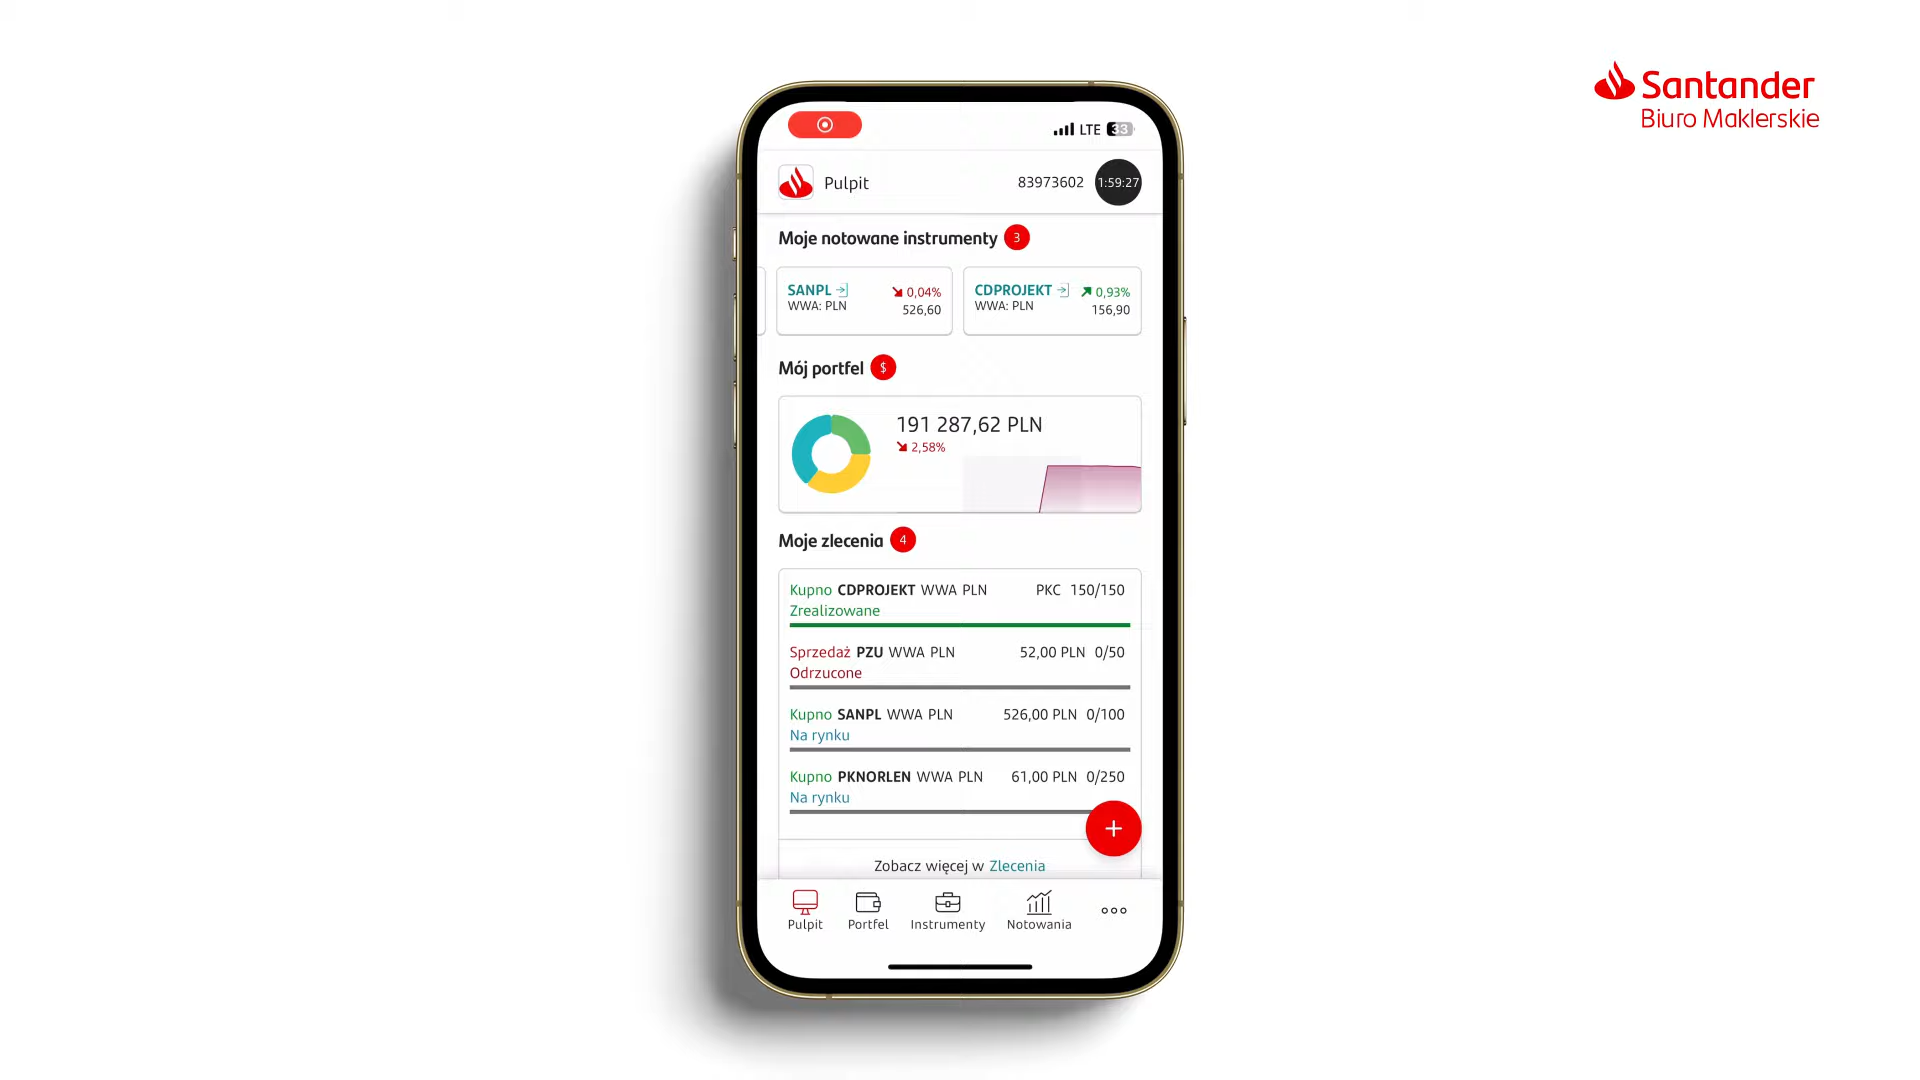 Santander
Biuro Maklerskie
LTE 33
Pulpit 83973602 1:59:27
Moje notowane instrumenty 3
SANPL 0,04%
WWA: PLN 526,60
CDPROJEKT 0,93%
WWA: PLN 156,90
Mój portfel $
191 287,62 PLN
2,58%
Moje zlecenia 4
Kupno CDPROJEKT WWA PLN PKC 150/150
Zrealizowane
Sprzedaż PZU WWA PLN 52,00 PLN 0/50
Odrzucone
Kupno SANPL WWA PLN 526,00 PLN 0/100
Na rynku
Kupno PKNORLEN WWA PLN 61,00 PLN 0/250
Na rynku
+
Zobacz więcej w Zlecenia
Pulpit Portfel Instrumenty Notowania